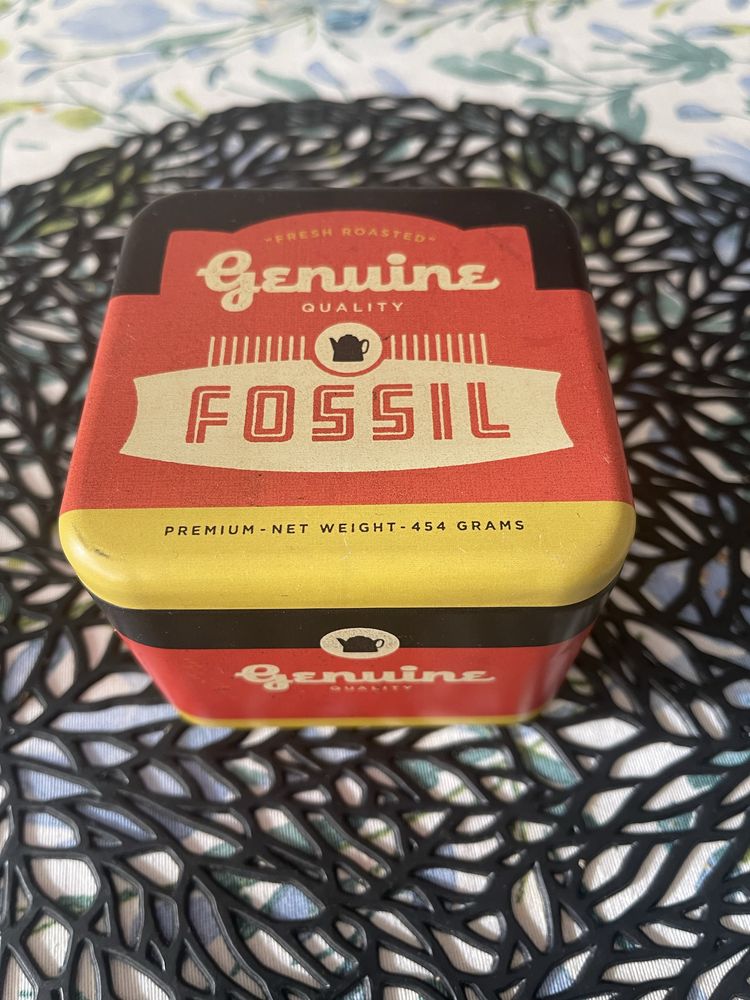 "FRESH ROASTED"
Genuine
QUALITY
FOSSIL
PREMIUM-NET WEIGHT-454 GRAMS
Genuine
QUALITY